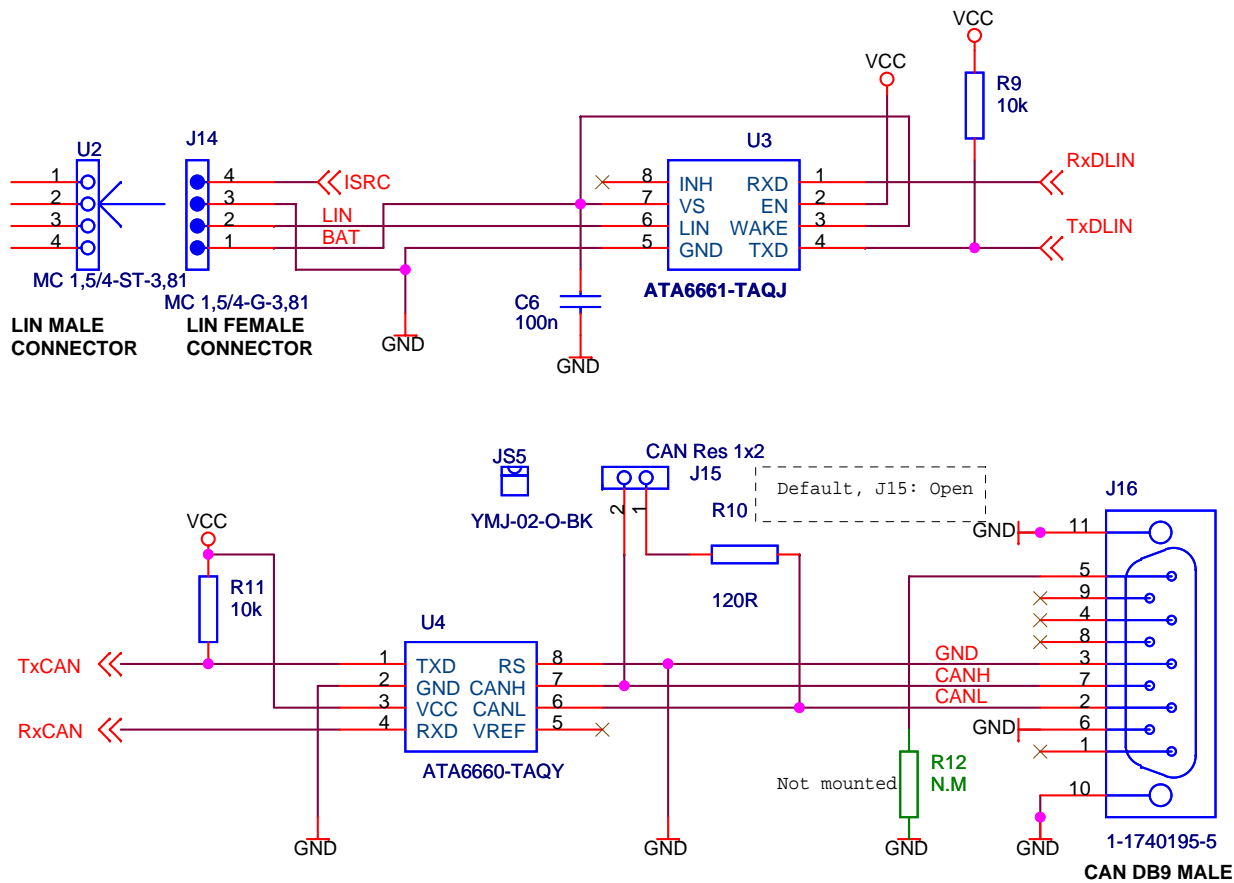 VCC
VCC
R9
10k
U2
J14
U3
1
2
3
4
4
3
2
1
ISRC
LIN
BAT
8
7
6
5
INH
VS
LIN
GND
RXD
EN
WAKE
TXD
1
2
3
4
RxDLIN
TxDLIN
MC 1,5/4-ST-3,81
MC 1,5/4-G-3,81
ATA6661-TAQJ
C6
100n
LIN MALE
CONNECTOR
LIN FEMALE
CONNECTOR
GND
GND
JS5
YMJ-02-O-BK
CAN Res 1x2
J15
2
1
Default, J15: Open
R10
120R
J16
VCC
R11
10k
U4
TxCAN
RxCAN
1
2
3
4
TXD
GND
VCC
RXD
RS
CANH
CANL
VREF
8
7
6
5
ATA6660-TAQY
GND
GND
GND
CANH
CANL
GND
11
5
9
4
8
3
7
2
6
1
10
Not mounted
R12
N.M
GND
GND
GND
GND
1-1740195-5
CAN DB9 MALE